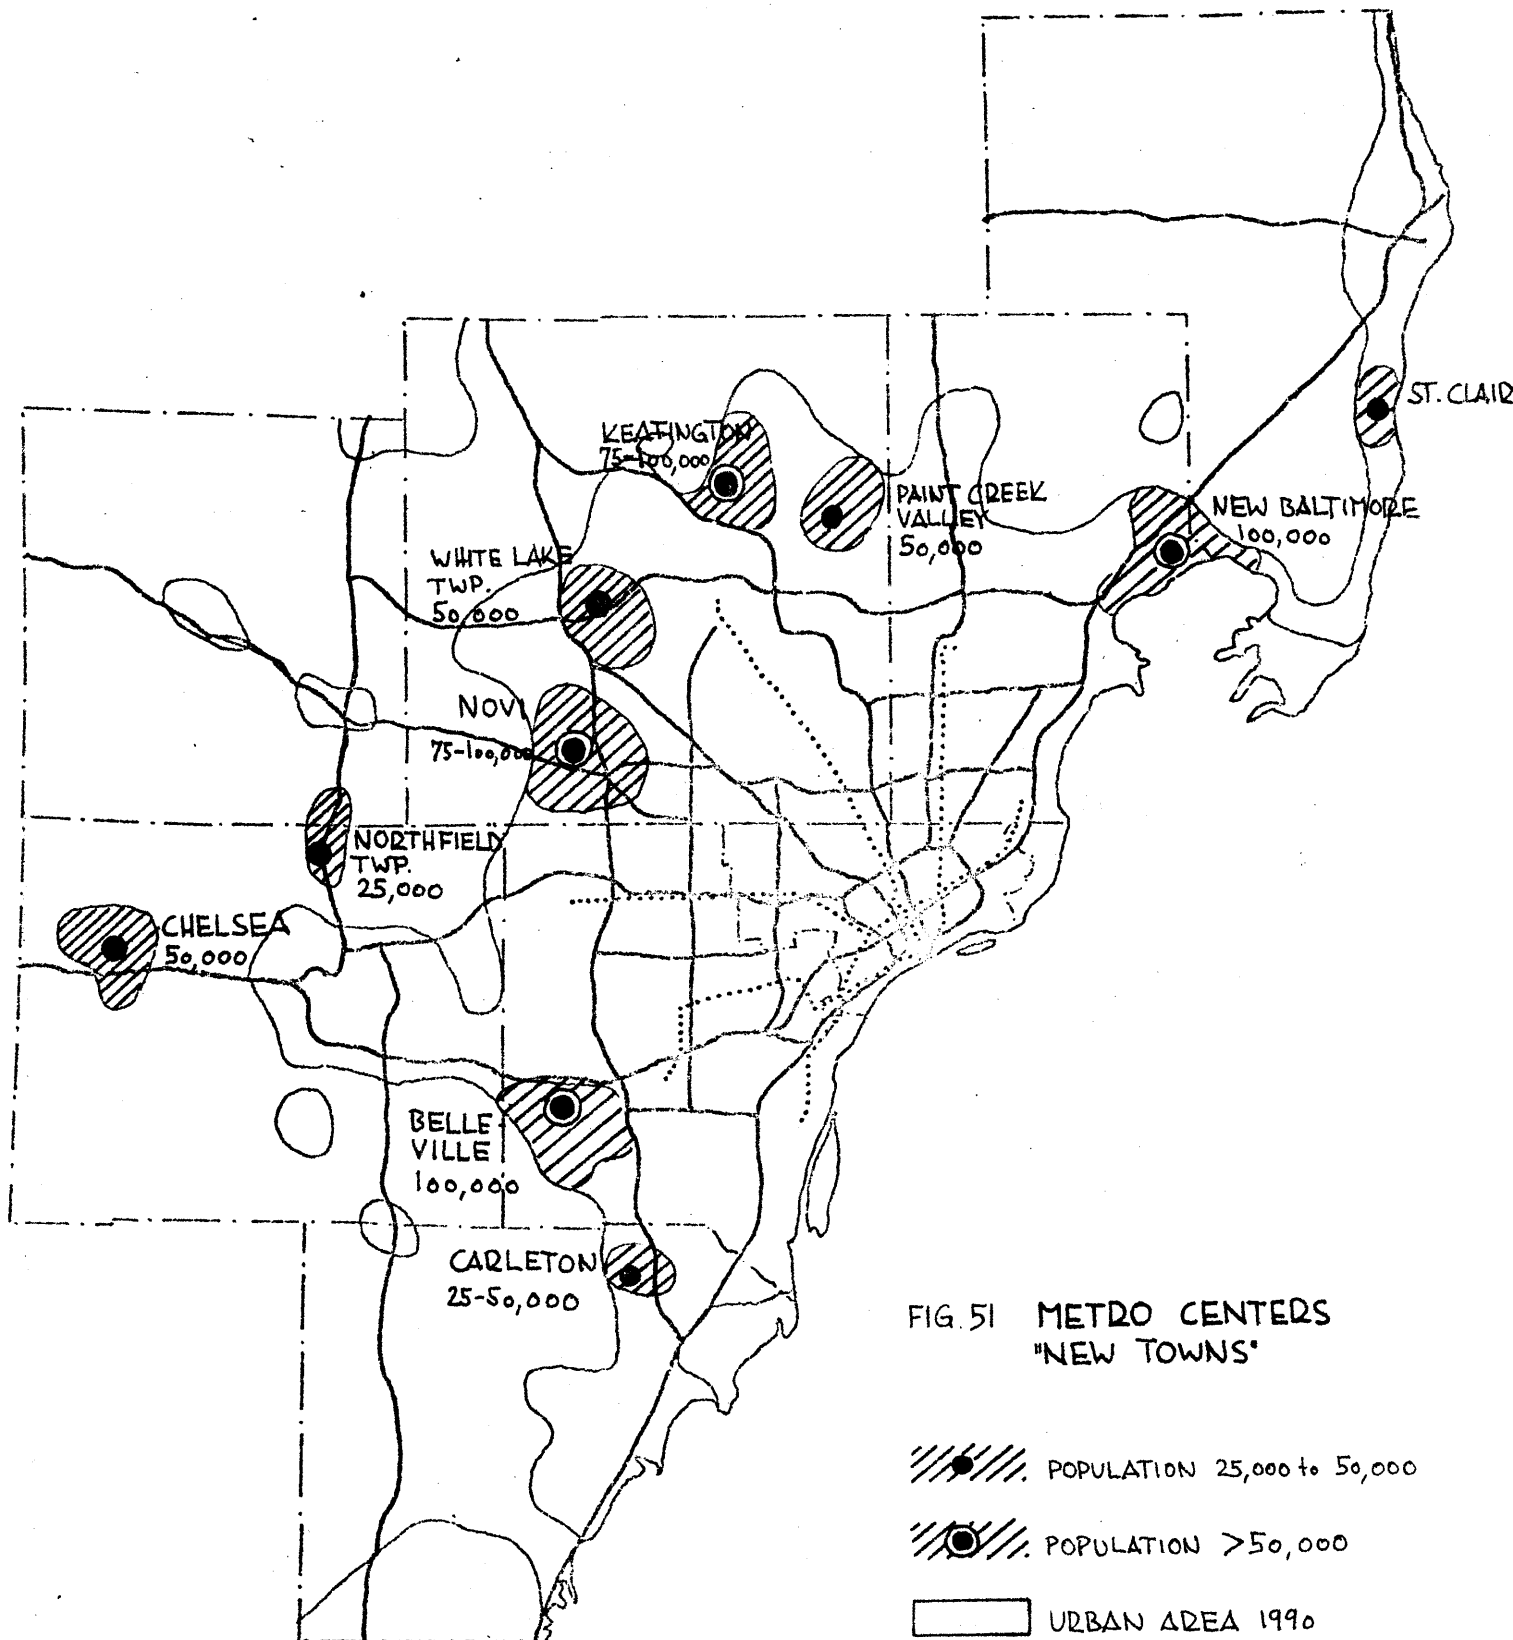 ST. CLAIR
KEATINGTON
75-100,000
PAINT CREEK
VALLEY
50,000
NEW BALTIMORE
100,000
WHITE LAKE
TWP.
50,000
NOVI
75-100,000
NORTHFIELD
TWP.
25,000
CHELSEA
50,000
BELLE
VILLE
100,000
CARLETON
25-50,000
FIG. 51 METRO CENTERS
"NEW TOWNS"
POPULATION 25,000 to 50,000
POPULATION >50,000
URBAN AREA 1990